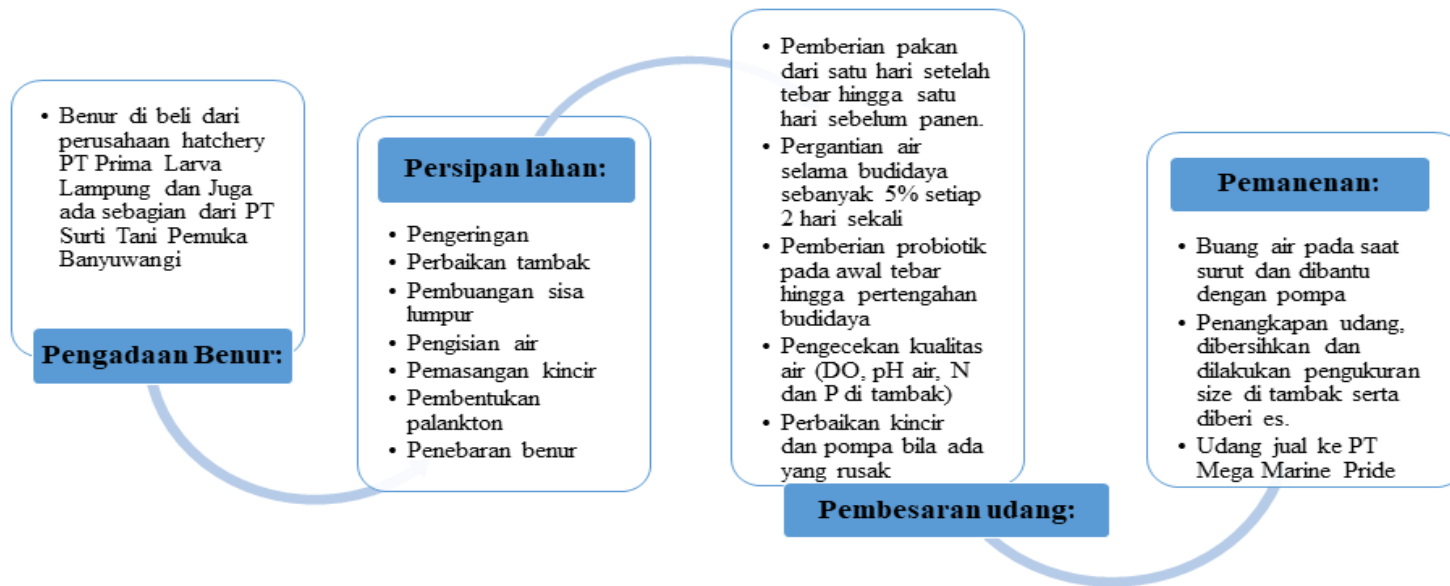 • Benur di beli dari
perusahaan hatchery
PT Prima Larva
Lampung dan Juga
ada sebagian dari PT
Surti Tani Pemuka
Banyuwangi
Pengadaan Benur:
Persipan lahan:
• Pengeringan
• Perbaikan tambak
• Pembuangan sisa
lumpur
• Pengisian air
• Pemasangan kincir
• Pembentukan
palankton
• Penebaran benur
• Pemberian pakan
dari satu hari setelah
tebar hingga satu
hari sebelum panen.
• Pergantian air
selama budidaya
sebanyak 5% setiap
2 hari sekali
• Pemberian probiotik
pada awal tebar
hingga pertengahan
budidaya
• Pengecekan kualitas
air (DO, pH air, N
dan P di tambak)
• Perbaikan kincir
dan pompa bila ada
yang rusak
Pembesaran udang:
Pemanenan:
• Buang air pada saat
surut dan dibantu
dengan pompa
• Penangkapan udang,
dibersihkan dan
dilakukan pengukuran
size di tambak serta
diberi es.
• Udang jual ke PT
Mega Marine Pride